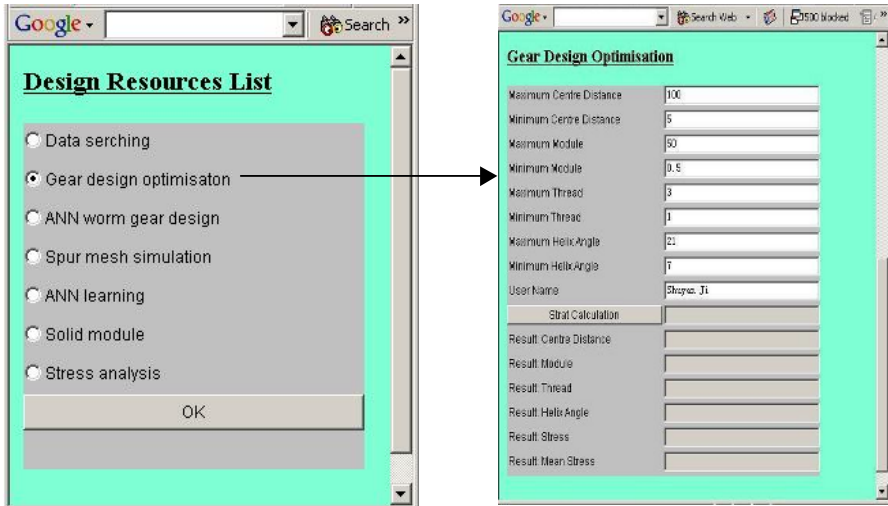 Google
Search »
Design Resources List
Data serching
Gear design optimisaton
ANN worm gear design
Spur mesh simulation
ANN learning
Solid module
Stress analysis
OK
Google
Search Web
500 blocked
»
Gear Design Optimisation
Maximum Centre Distance 100
Minimum Centre Distance 5
Maximum Module 50
Minimum Module 0.5
Maximum Thread 3
Minimum Thread 1
Maximum Helix Angle 21
Minimum Helix Angle 7
User Name Ji
Strat Calculation
Result: Centre Distance
Result: Module
Result: Thread
Result: Helix Angle
Result: Stress
Result: Mean Stress